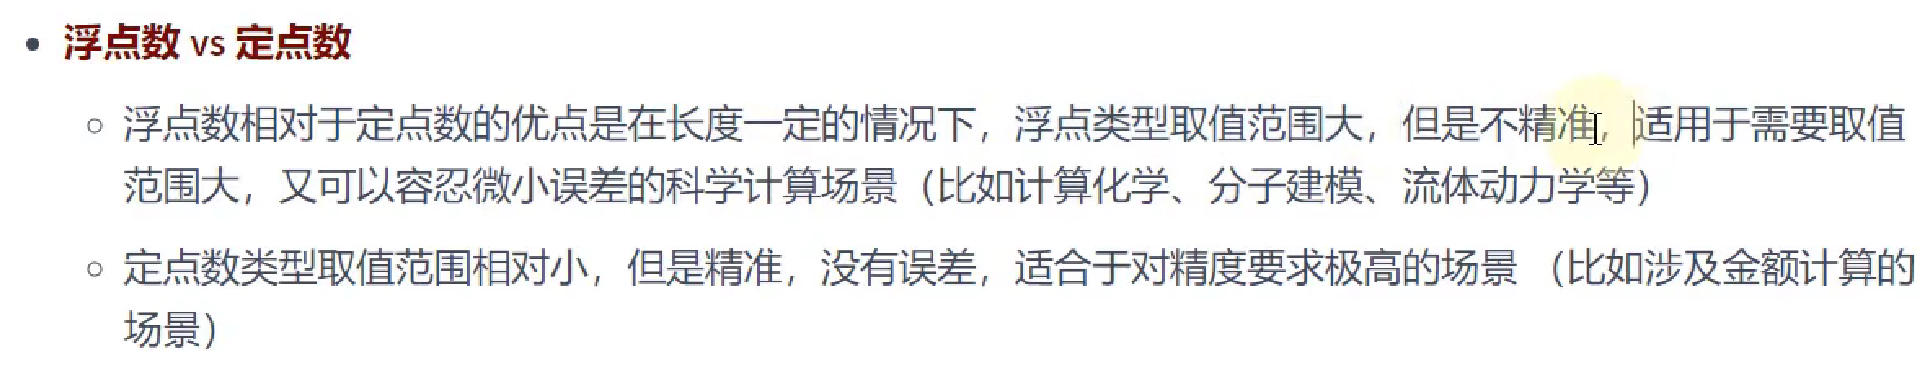 浮点数 vs 定点数
浮点数相对于定点数的优点是在长度一定的情况下，浮点类型取值范围大，但是不精准，适用于需要取值
范围大，又可以容忍微小误差的科学计算场景（比如计算化学、分子建模、流体动力学等）
定点数类型取值范围相对小，但是精准，没有误差，适合于对精度要求极高的场景 （比如涉及金额计算的
场景）